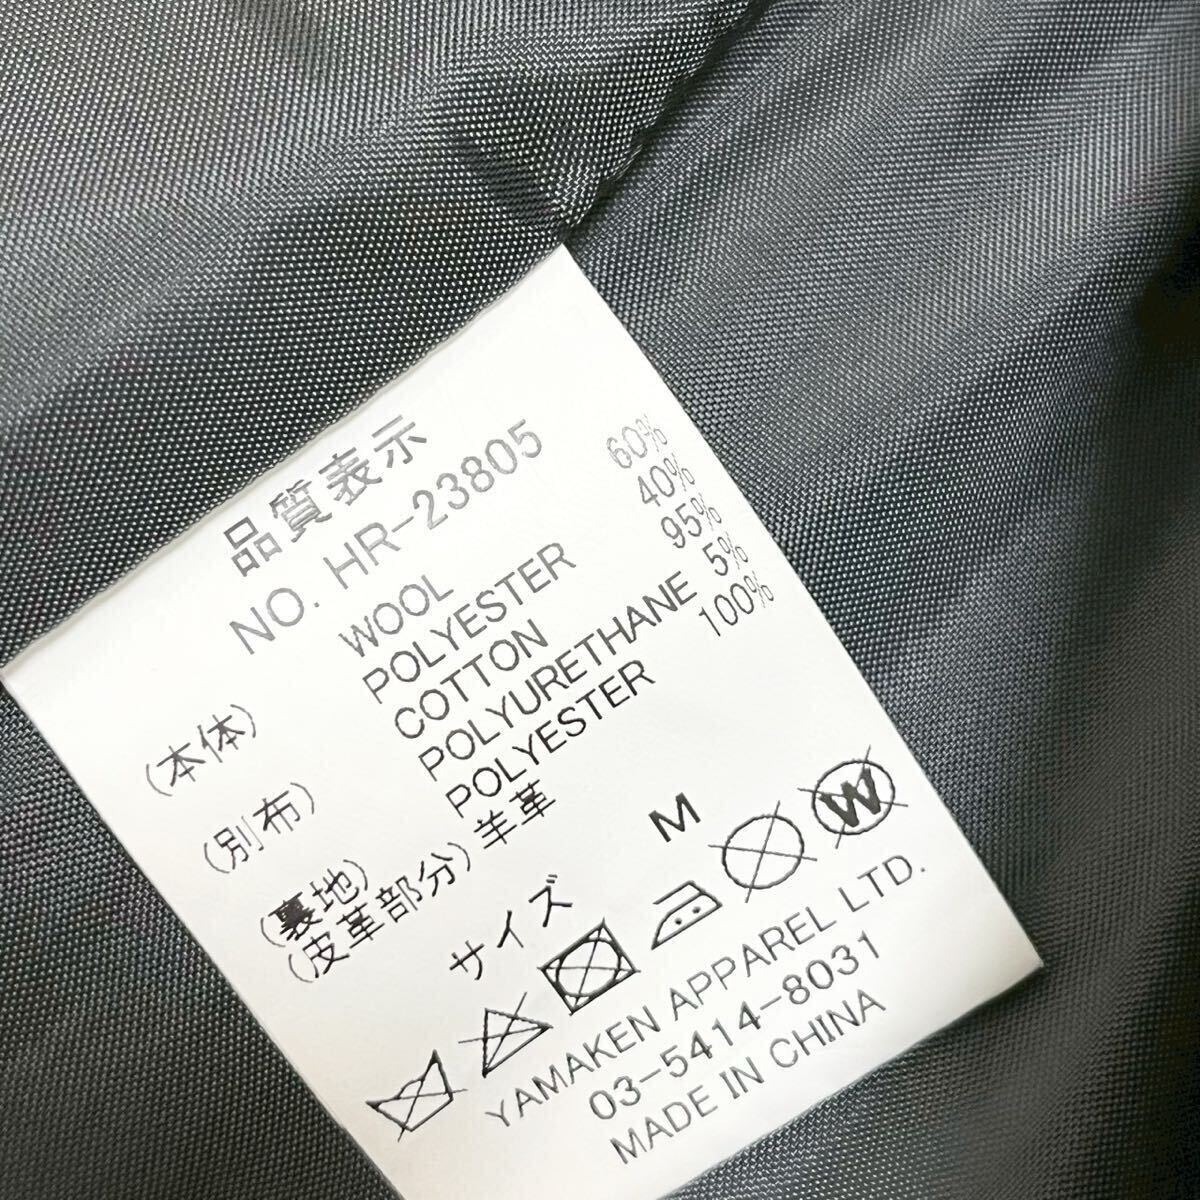 品質表示
NO. HR-23805
(本体) WOOL 60%
POLYESTER 40%
(別布) COTTON 95%
POLYURETHANE 5%
(裏地) POLYESTER 100%
(皮革部分) 羊革
サイズ M
W
YAMAKEN APPAREL LTD.
03-5414-8031
MADE IN CHINA